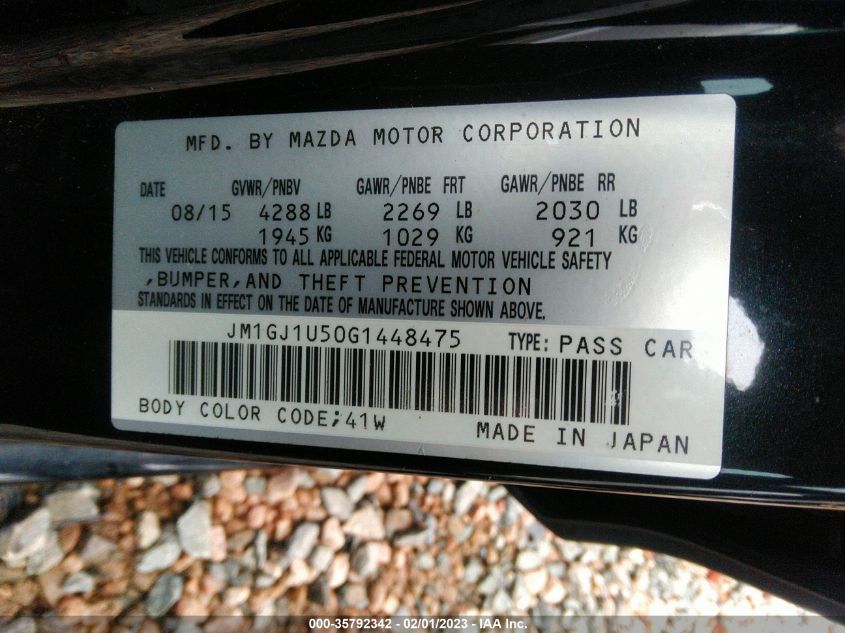 MFD. BY MAZDA MOTOR CORPORATION
DATE GVWR/PNBV GAWR/PNBE FRT GAWR/PNBE RR
08/15 4288 LB 2269 LB 2030 LB
1945 KG 1029 KG 921 KG
THIS VEHICLE CONFORMS TO ALL APPLICABLE FEDERAL MOTOR VEHICLE SAFETY
,BUMPER,AND THEFT PREVENTION
STANDARDS IN EFFECT ON THE DATE OF MANUFACTURE SHOWN ABOVE.
JM1GJ1U50G1448475 TYPE: PASS CAR
BODY COLOR CODE;41W
MADE IN JAPAN
000-35792342 - 02/01/2023 - IAA Inc.